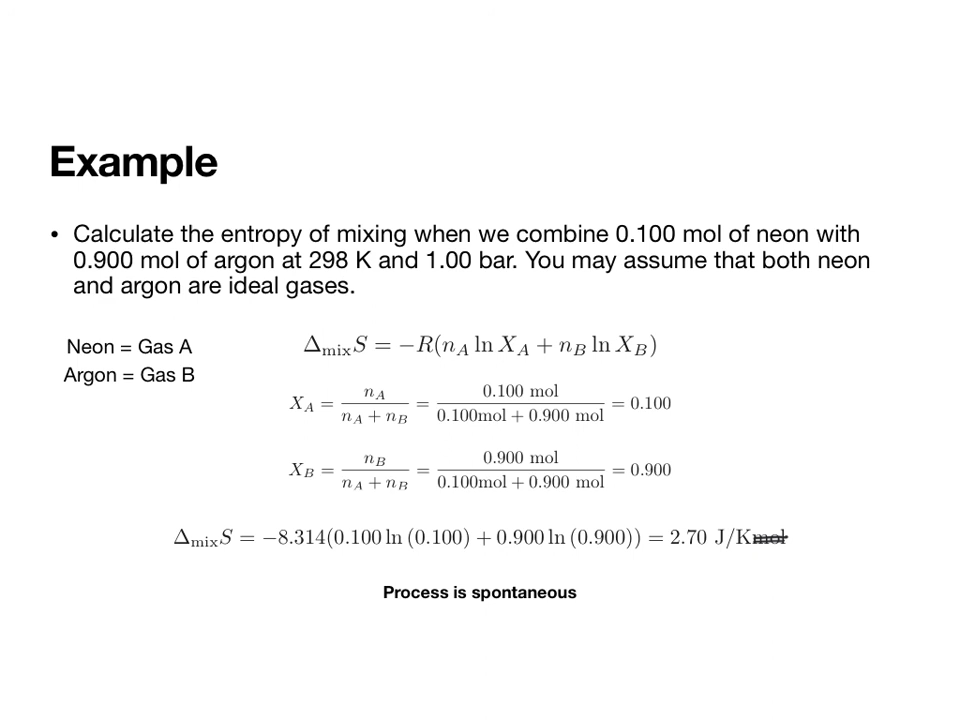 Example
• Calculate the entropy of mixing when we combine 0.100 mol of neon with
0.900 mol of argon at 298 K and 1.00 bar. You may assume that both neon
and argon are ideal gases.
Neon = Gas A
Argon = Gas B
Δ_mix S = −R(n_A ln X_A + n_B ln X_B)
X_A = n_A / (n_A + n_B) = 0.100 mol / (0.100mol + 0.900 mol) = 0.100
X_B = n_B / (n_A + n_B) = 0.900 mol / (0.100mol + 0.900 mol) = 0.900
Δ_mix S = −8.314(0.100 ln (0.100) + 0.900 ln (0.900)) = 2.70 J/Kmol
Process is spontaneous